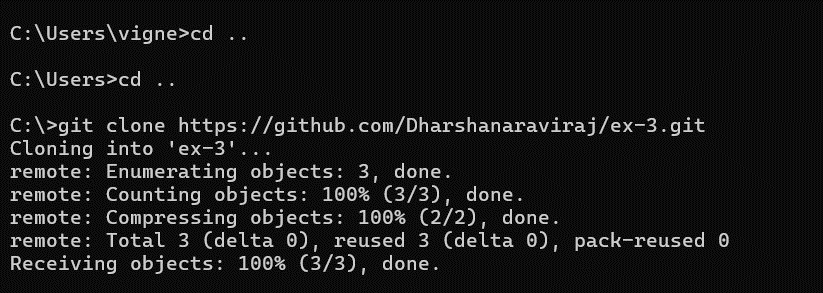 C:\Users\vigne>cd ..
C:\Users>cd ..
C:\>git clone https://github.com/Dharshanaraviraj/ex-3.git
Cloning into 'ex-3'...
remote: Enumerating objects: 3, done.
remote: Counting objects: 100% (3/3), done.
remote: Compressing objects: 100% (2/2), done.
remote: Total 3 (delta 0), reused 3 (delta 0), pack-reused 0
Receiving objects: 100% (3/3), done.